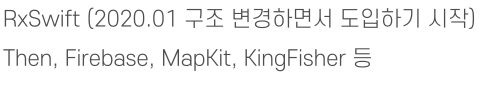 RxSwift (2020.01 구조 변경하면서 도입하기 시작)
Then, Firebase, MapKit, KingFisher 등